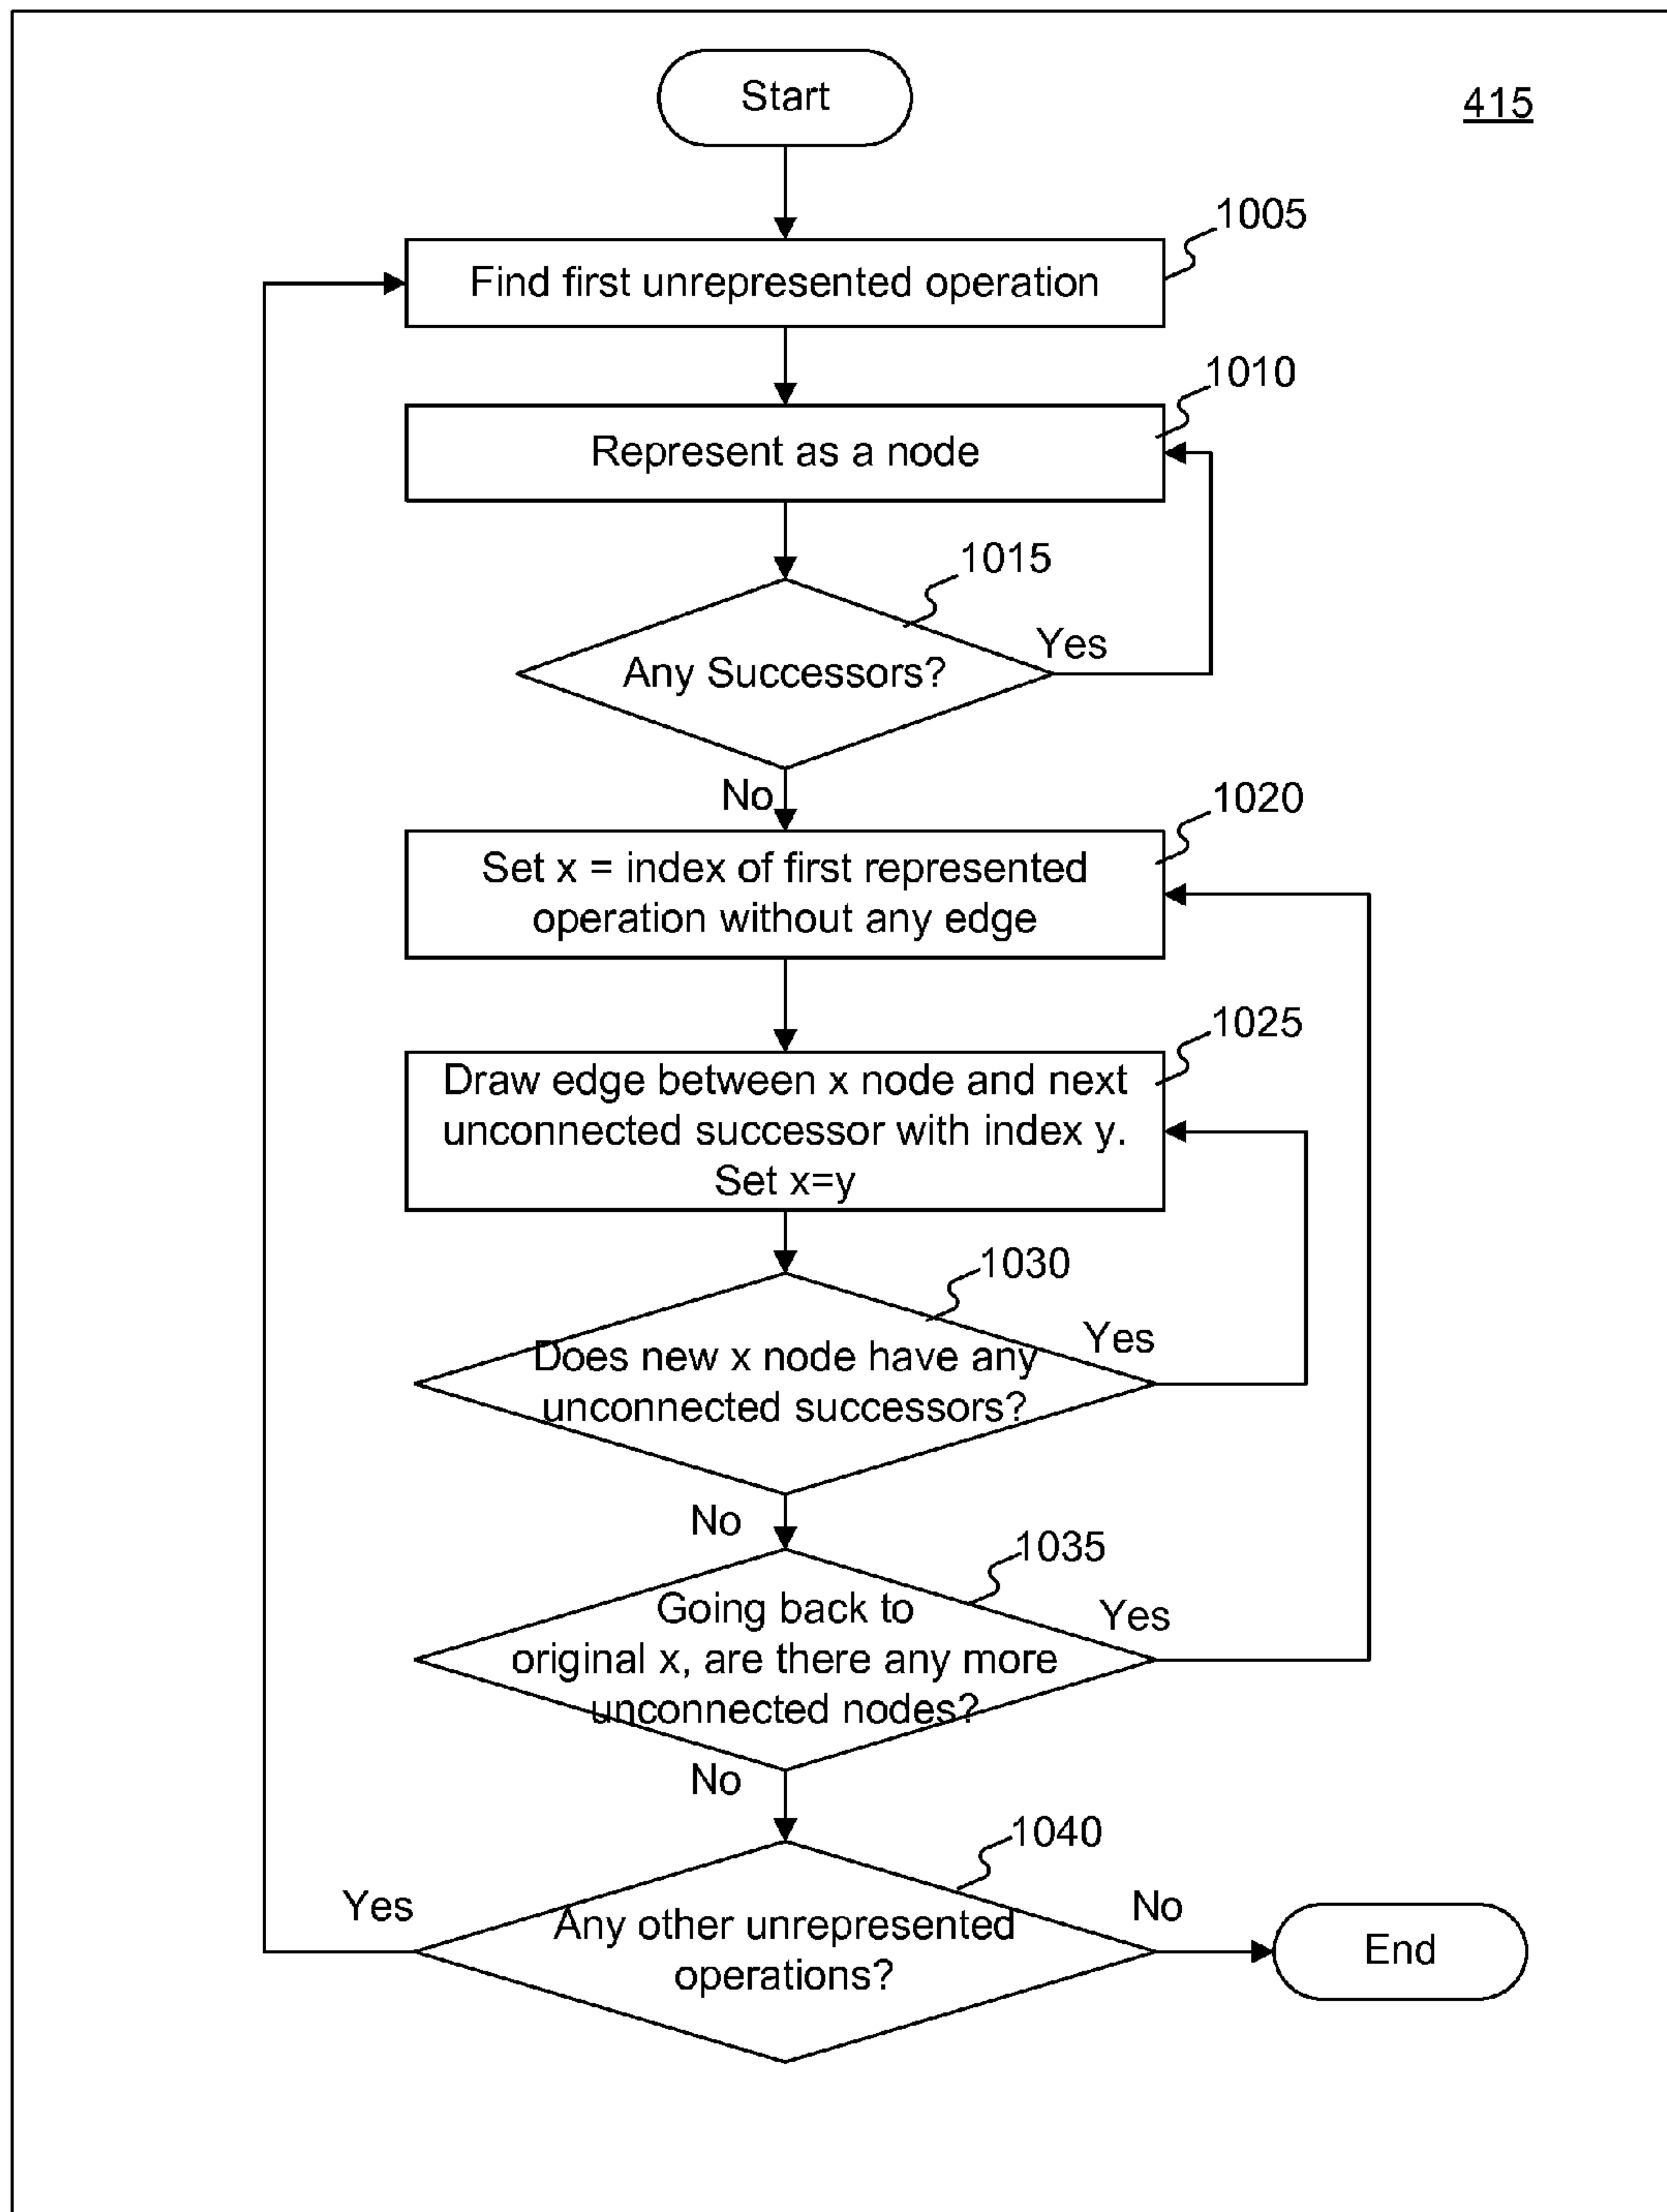 Start
415
1005
Find first unrepresented operation
1010
Represent as a node
1015
Any Successors?
Yes
No
1020
Set x = index of first represented
operation without any edge
1025
Draw edge between x node and next
unconnected successor with index y.
Set x=y
1030
Does new x node have any
unconnected successors?
Yes
No
1035
Going back to
original x, are there any more
unconnected nodes?
Yes
No
1040
Any other unrepresented
operations?
Yes
No
End